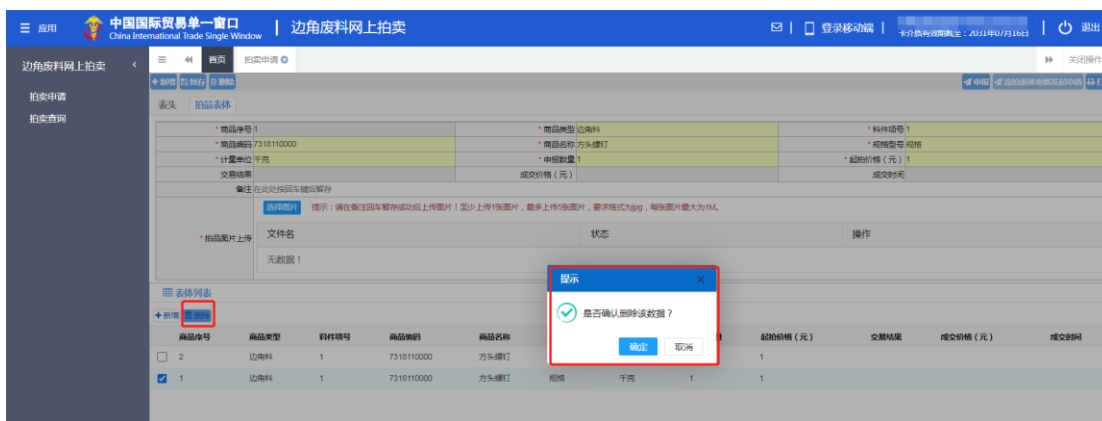 应用 中国国际贸易单一窗口 边角废料网上拍卖 登录移动端 卡介质有效期截至：2031年07月16日 退出
China International Trade Single Window
边角废料网上拍卖 首页 拍卖申请 关闭操作
拍卖申请
拍卖查询
新增 暂存 删除 申报
表头 拍品表体
*商品序号 1 *商品类型 边角料 *料件项号 1
*商品编码 7318110000 *商品名称 方头螺钉 *规格型号 规格
*计量单位 千克 *申报数量 1 *起拍价格（元） 1
交易结果 成交价格（元） 成交时间
备注 在此处按回车键后暂存
选择图片 提示：请在备注回车暂存成功后上传图片！至少上传1张图片，最多上传5张图片，要求格式为jpg，每张图片最大为1M。
*拍品图片上传 文件名 状态 操作
无数据！
提示
是否确认删除该数据？
确定 取消
表体列表
新增 删除
商品序号 商品类型 料件项号 商品编码 商品名称 起拍价格（元） 交易结果 成交价格（元） 成交时间
2 边角料 1 7318110000 方头螺钉 1
1 边角料 1 7318110000 方头螺钉 规格 千克 1 1